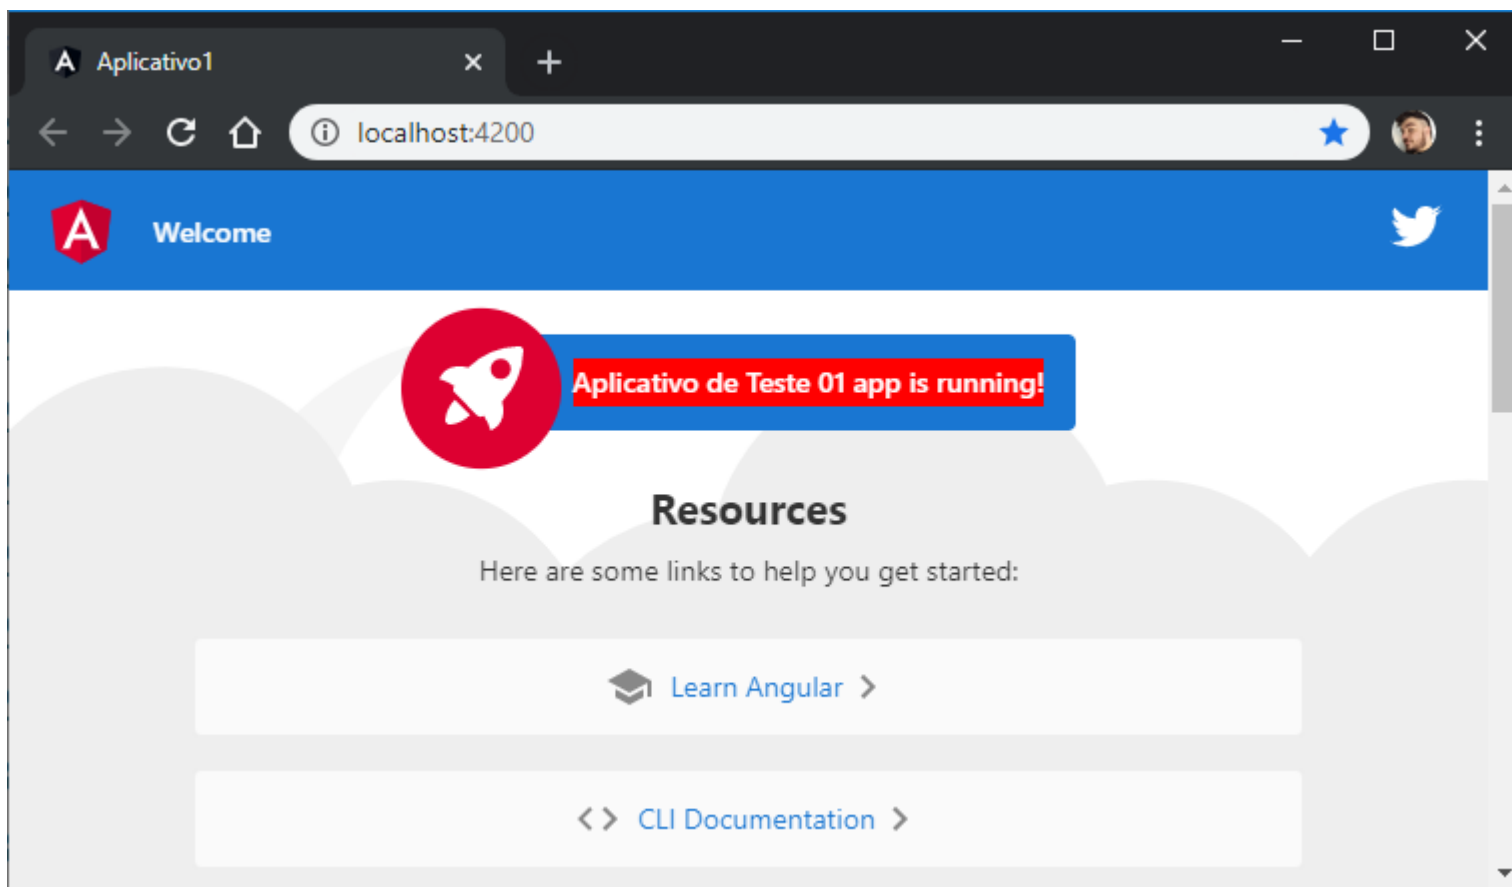 Aplicativo1
localhost:4200
Welcome
Aplicativo de Teste 01 app is running!
Resources
Here are some links to help you get started:
Learn Angular
CLI Documentation